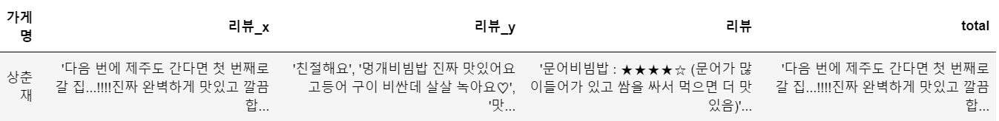 가게명 리뷰_x 리뷰_y 리뷰 total
상춘재
'다음 번에 제주도 간다면 첫 번째로
갈 집...!!!!진짜 완벽하게 맛있고 깔끔
합...
'친절해요', '멍개비빔밥 진짜 맛있어요
고등어 구이 비싼데 살살 녹아요♡',
'맛...
'문어비빔밥 : ★★★★☆ (문어가 많
이들어가 있고 쌈을 싸서 먹으면 더 맛
있음)'...
'다음 번에 제주도 간다면 첫 번째로
갈 집...!!!!진짜 완벽하게 맛있고 깔끔
합...